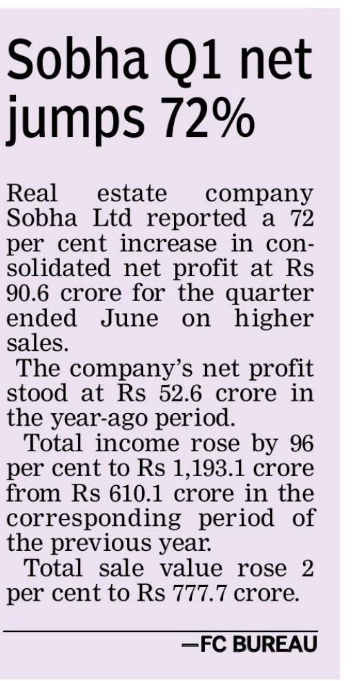 Sobha Q1 net
jumps 72%
Real estate company
Sobha Ltd reported a 72
per cent increase in con-
solidated net profit at Rs
90.6 crore for the quarter
ended June on higher
sales.
The company's net profit
stood at Rs 52.6 crore in
the year-ago period.
Total income rose by 96
per cent to Rs 1,193.1 crore
from Rs 610.1 crore in the
corresponding period of
the previous year.
Total sale value rose 2
per cent to Rs 777.7 crore.
—FC BUREAU